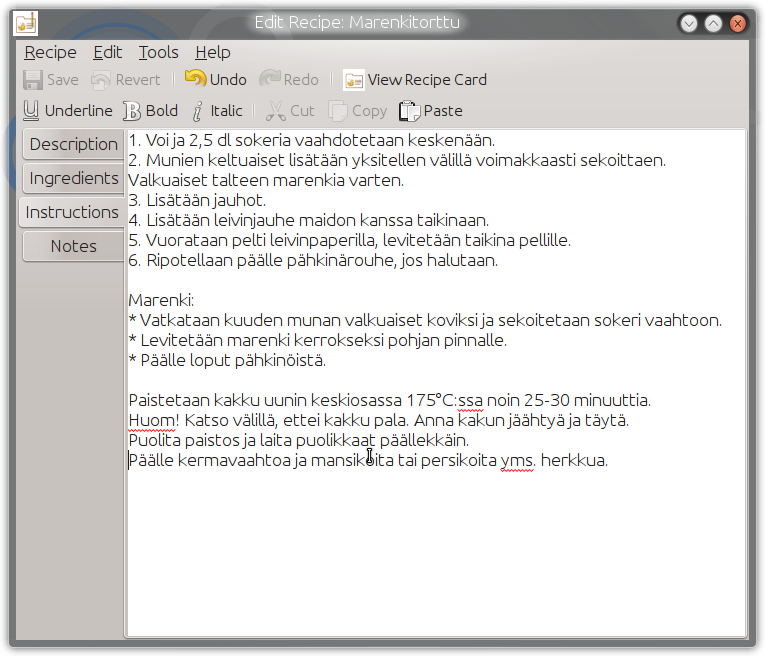 Edit Recipe: Marenkitorttu
Recipe Edit Tools Help
Save Revert Undo Redo View Recipe Card
Underline Bold Italic Cut Copy Paste
Description
Ingredients
Instructions
Notes
1. Voi ja 2,5 dl sokeria vaahdotetaan keskenään.
2. Munien keltuaiset lisätään yksitellen välillä voimakkaasti sekoittaen.
Valkuaiset talteen marenkia varten.
3. Lisätään jauhot.
4. Lisätään leivinjauhe maidon kanssa taikinaan.
5. Vuorataan pelti leivinpaperilla, levitetään taikina pellille.
6. Ripotellaan päälle pähkinärouhe, jos halutaan.
Marenki:
* Vatkataan kuuden munan valkuaiset koviksi ja sekoitetaan sokeri vaahtoon.
* Levitetään marenki kerrokseksi pohjan pinnalle.
* Päälle loput pähkinöistä.
Paistetaan kakku uunin keskiosassa 175°C:ssa noin 25-30 minuuttia.
Huom! Katso välillä, ettei kakku pala. Anna kakun jäähtyä ja täytä.
Puolita paistos ja laita puolikkaat päällekkäin.
Päälle kermavaahtoa ja mansikoita tai persikoita yms. herkkua.